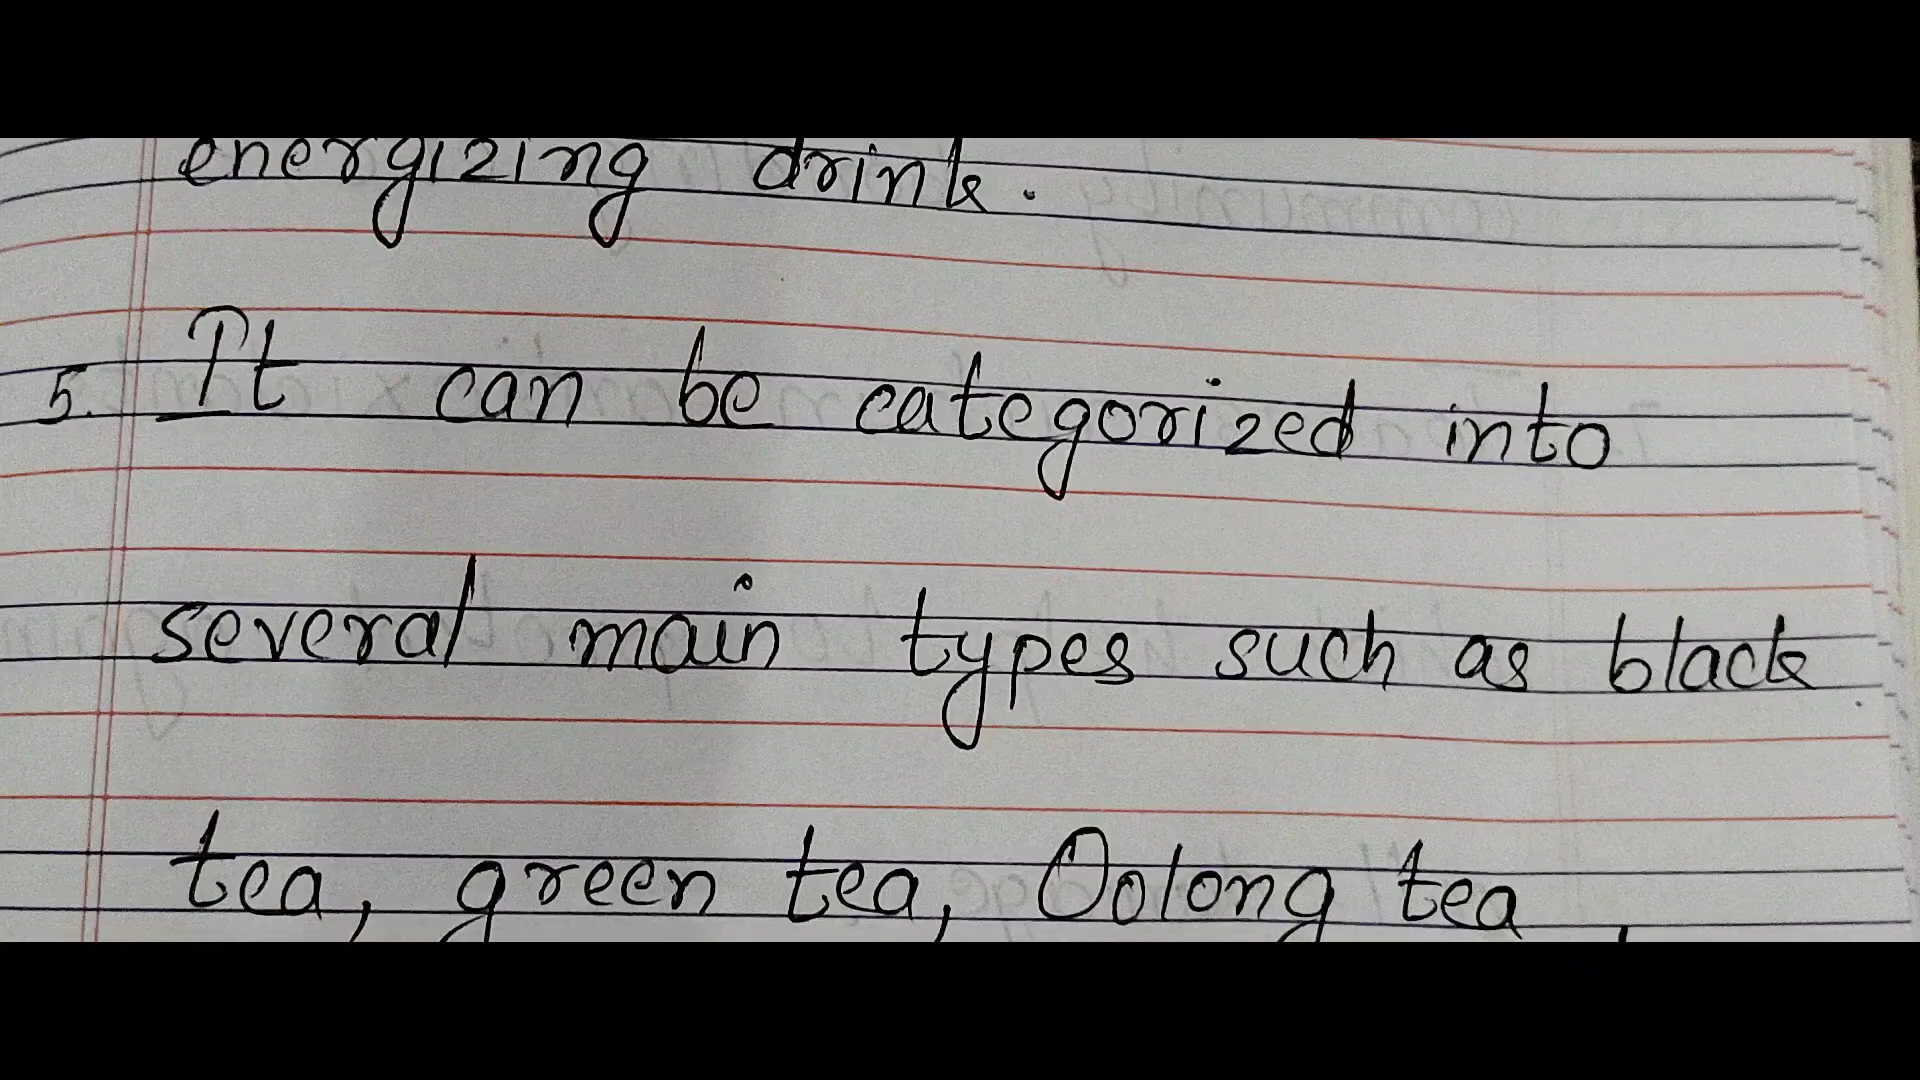 energizing drink.
5. It can be categorized into
several main types such as black
tea, green tea, Oolong tea,